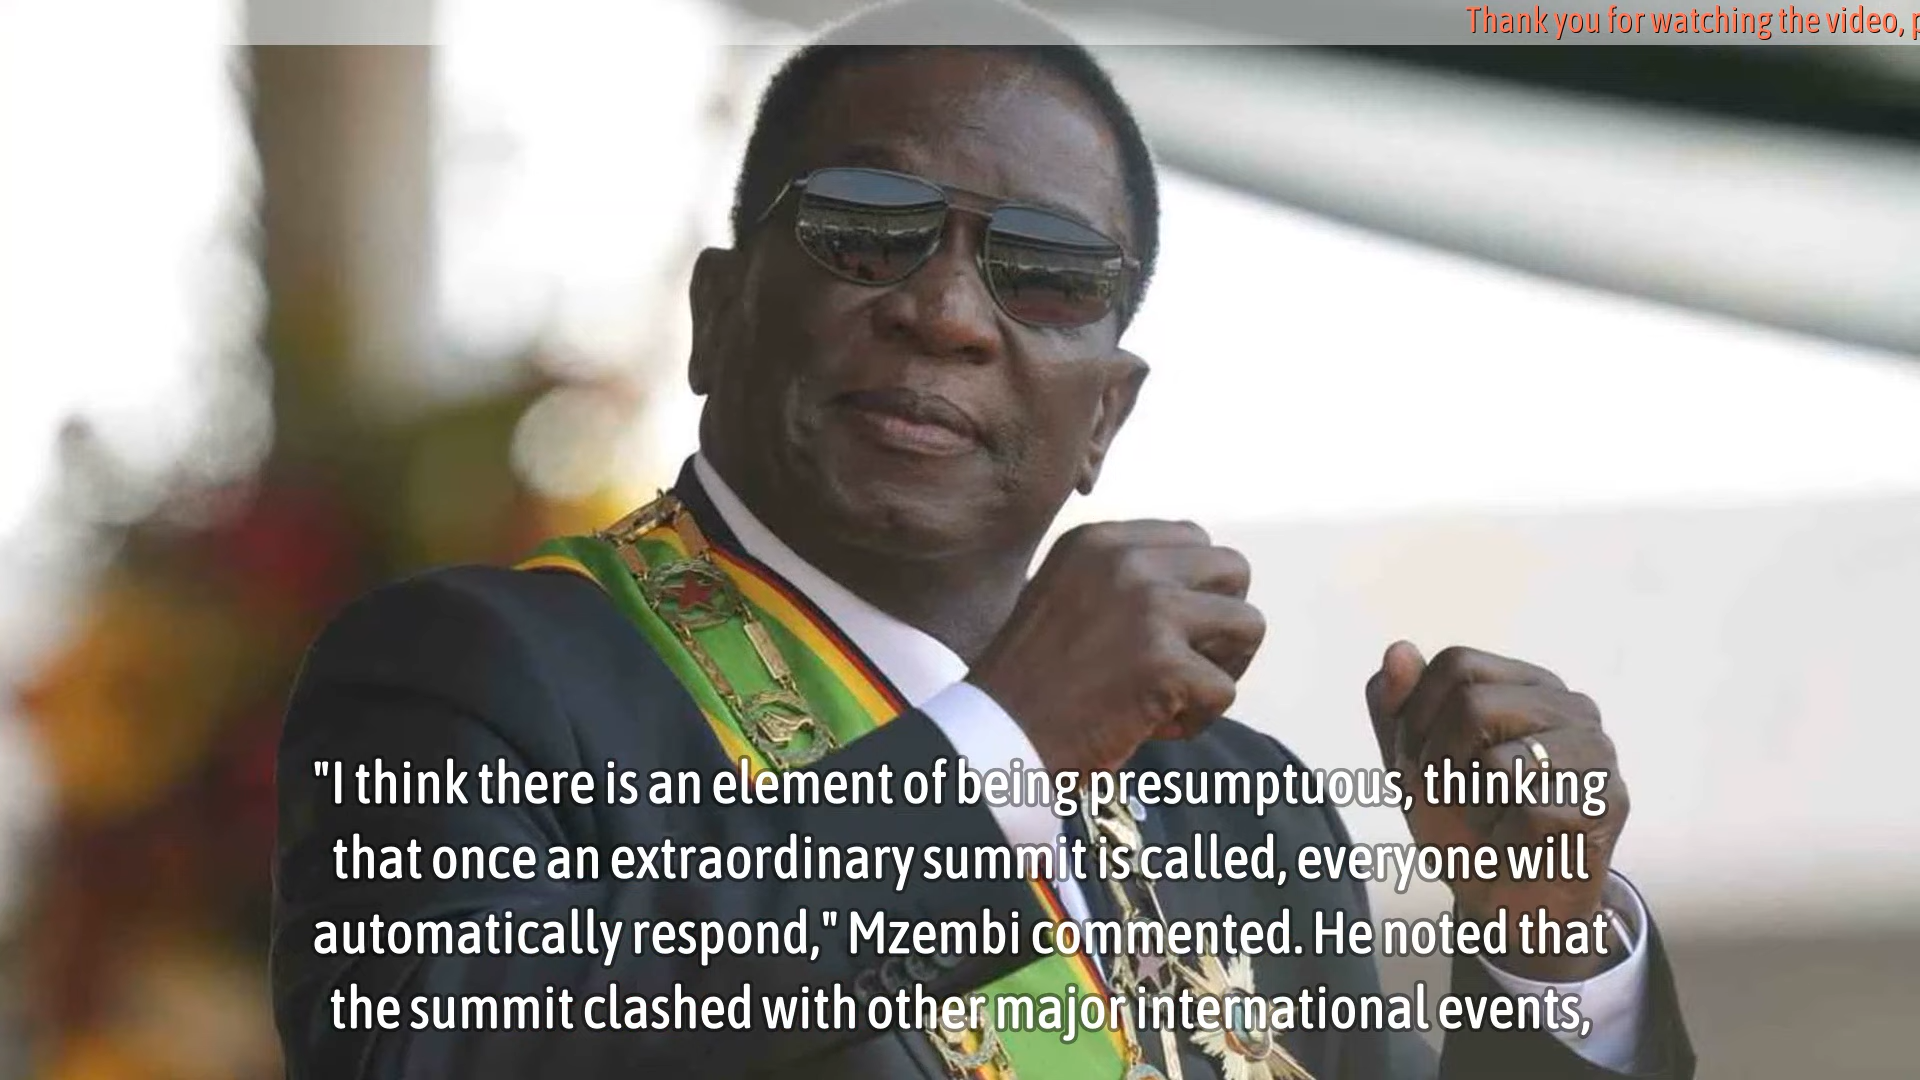 Thank you for watching the video,
"I think there is an element of being presumptuous, thinking
that once an extraordinary summit is called, everyone will
automatically respond," Mzembi commented. He noted that
the summit clashed with other major international events,